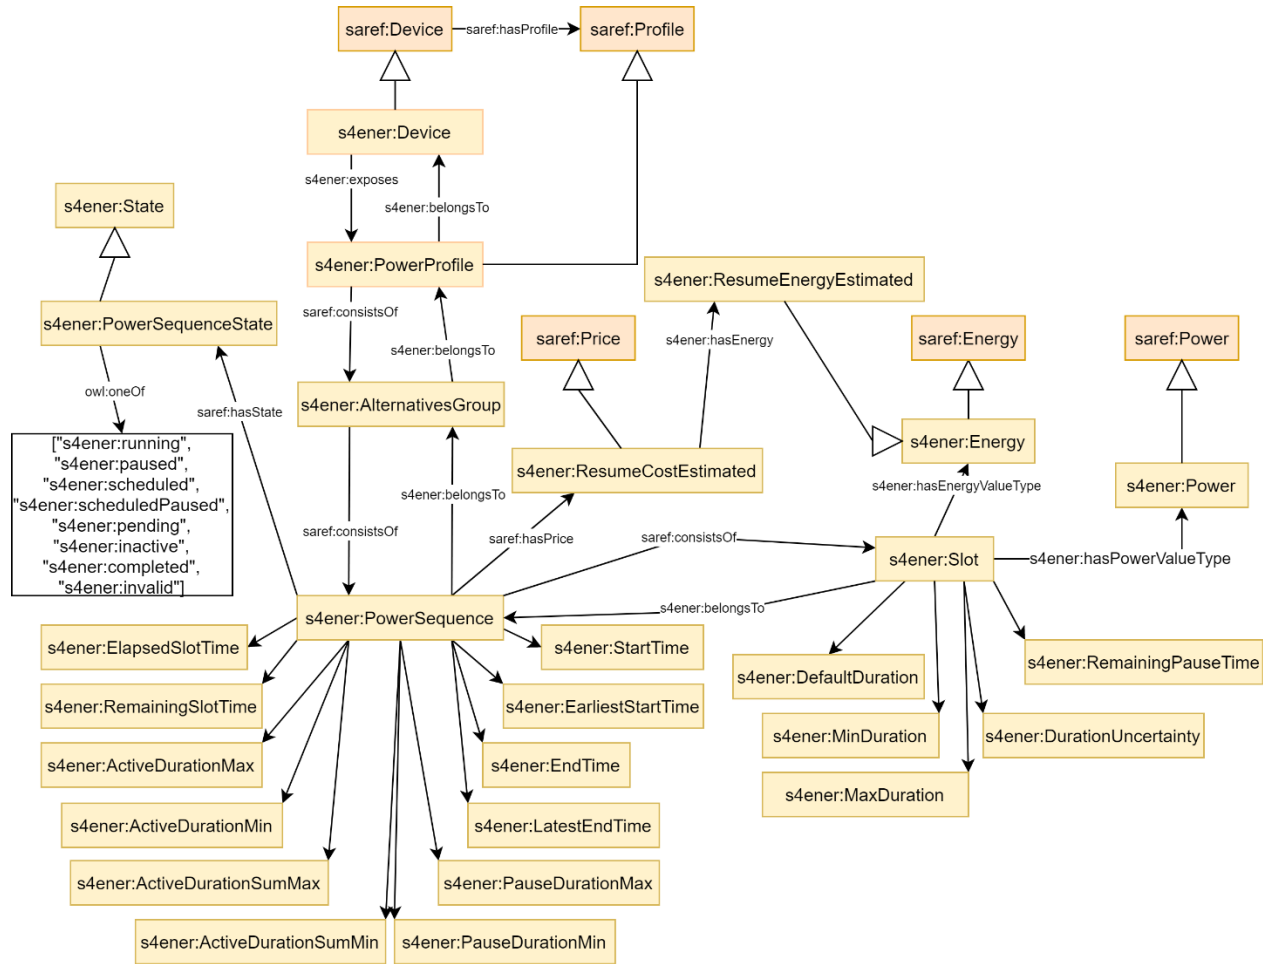 saref:Device
saref:hasProfile
saref:Profile
s4ener:Device
s4ener:exposes
s4ener:belongsTo
s4ener:State
s4ener:PowerProfile
s4ener:ResumeEnergyEstimated
saref:consistsOf
s4ener:PowerSequenceState
s4ener:belongsTo
saref:Price
s4ener:hasEnergy
saref:Energy
saref:Power
owl:oneOf
saref:hasState
s4ener:AlternativesGroup
["s4ener:running",
"s4ener:paused",
"s4ener:scheduled",
"s4ener:scheduledPaused",
"s4ener:pending",
"s4ener:inactive",
"s4ener:completed",
"s4ener:invalid"]
s4ener:ResumeCostEstimated
s4ener:Energy
s4ener:hasEnergyValueType
s4ener:Power
s4ener:belongsTo
saref:consistsOf
saref:hasPrice
saref:consistsOf
s4ener:Slot
s4ener:hasPowerValueType
s4ener:belongsTo
s4ener:PowerSequence
s4ener:ElapsedSlotTime
s4ener:StartTime
s4ener:RemainingPauseTime
s4ener:DefaultDuration
s4ener:RemainingSlotTime
s4ener:EarliestStartTime
s4ener:MinDuration
s4ener:DurationUncertainty
s4ener:ActiveDurationMax
s4ener:EndTime
s4ener:MaxDuration
s4ener:ActiveDurationMin
s4ener:LatestEndTime
s4ener:ActiveDurationSumMax
s4ener:PauseDurationMax
s4ener:ActiveDurationSumMin
s4ener:PauseDurationMin